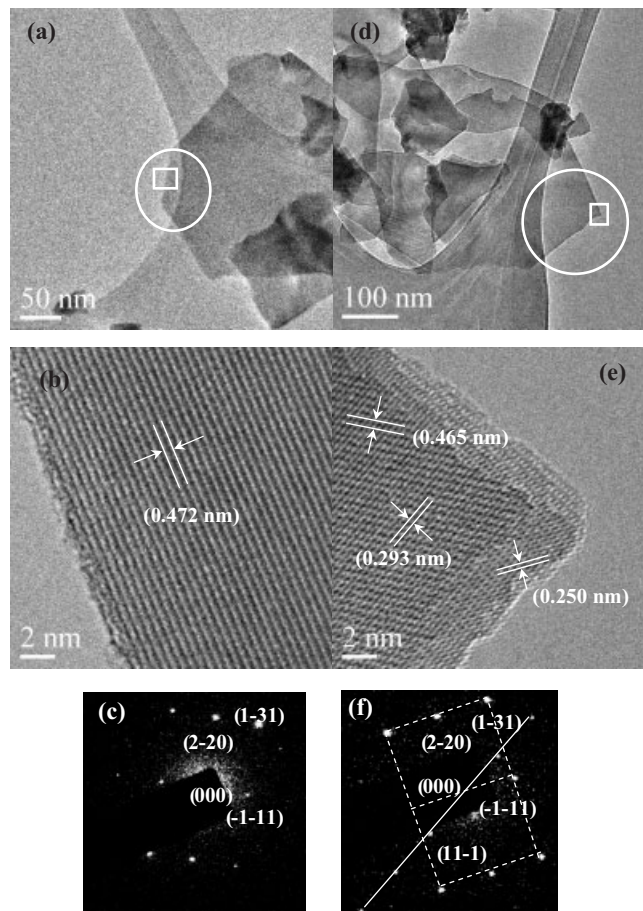 (a)
50 nm
(d)
100 nm
(b)
(0.472 nm)
2 nm
(e)
(0.465 nm)
(0.293 nm)
(0.250 nm)
2 nm
(c)
(1-31)
(2-20)
(000)
(-1-11)
(f)
(1-31)
(2-20)
(000)
(-1-11)
(11-1)